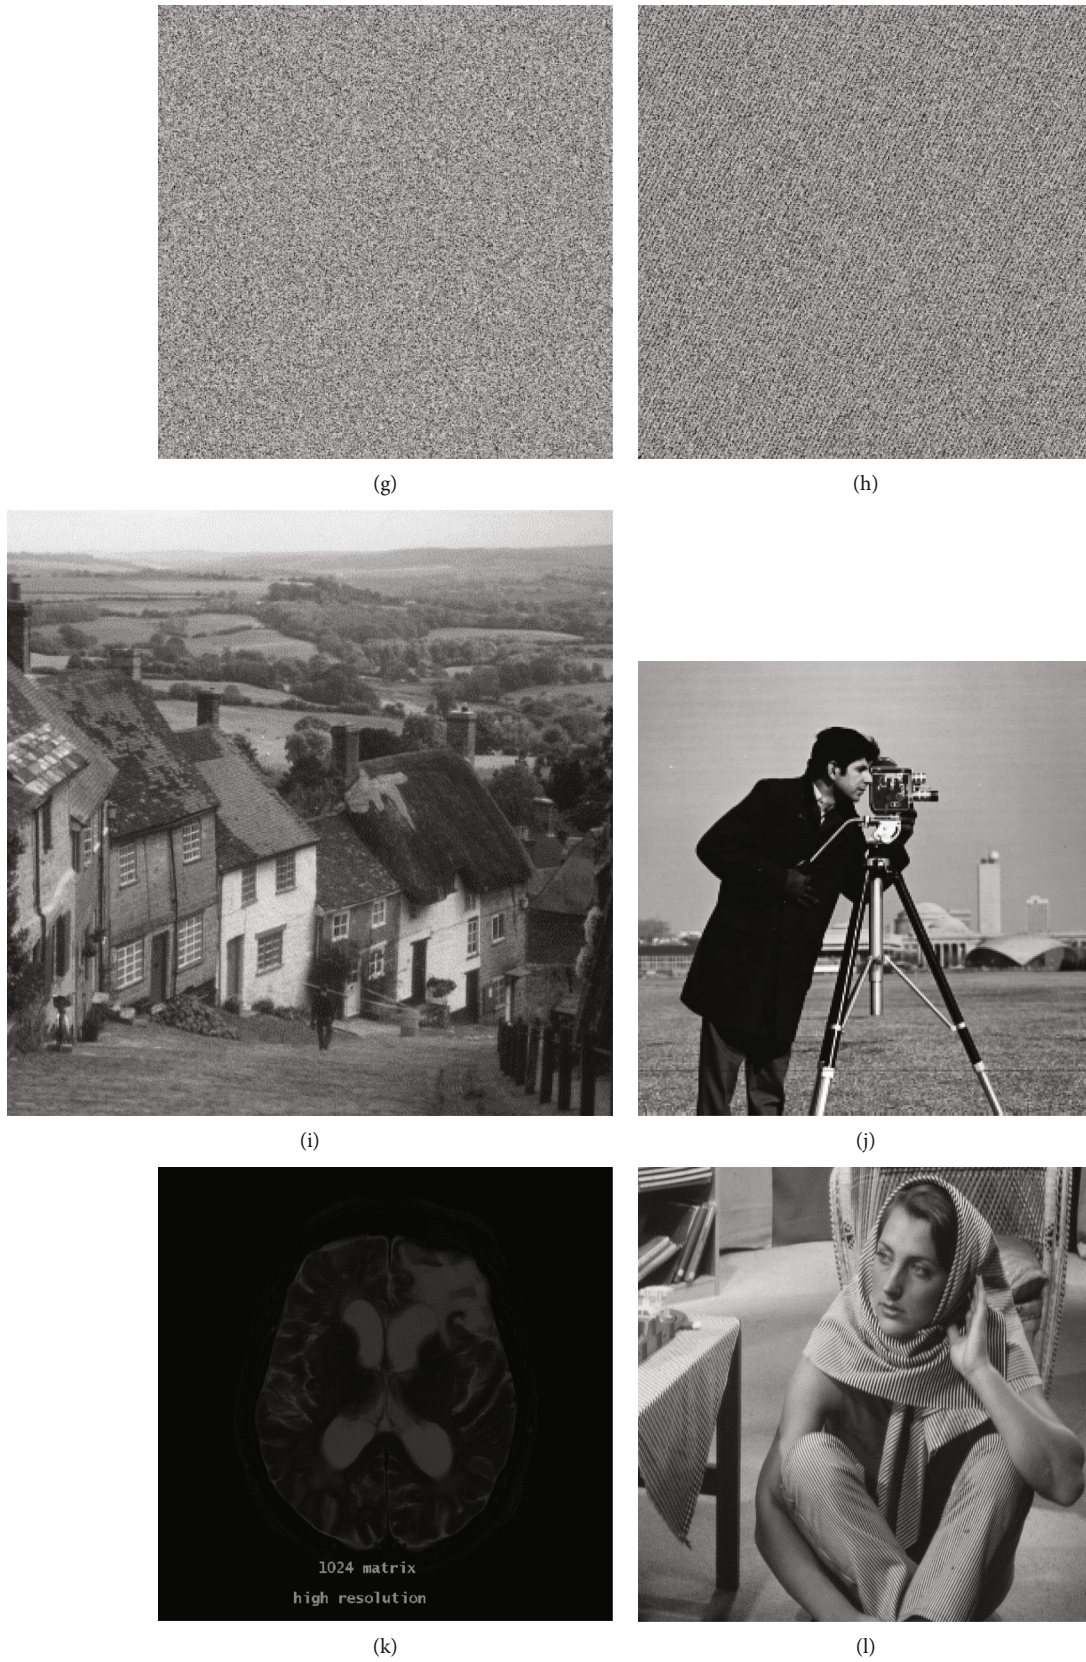 (g)
(h)
(i)
(j)
1024 matrix
high resolution
(k)
(l)